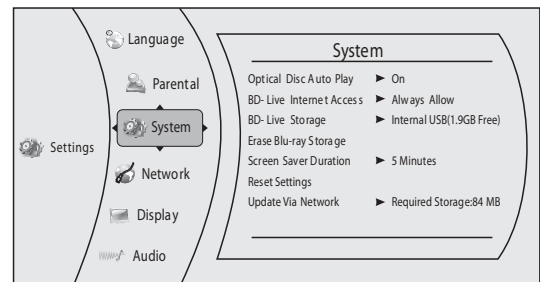 Settings
Language
Parental
System
Network
Display
Audio
System
Optical Disc Auto Play ► On
BD- Live Internet Access ► Always Allow
BD- Live Storage ► Internal USB(1.9GB Free)
Erase Blu-ray Storage
Screen Saver Duration ► 5 Minutes
Reset Settings
Update Via Network ► Required Storage:84 MB